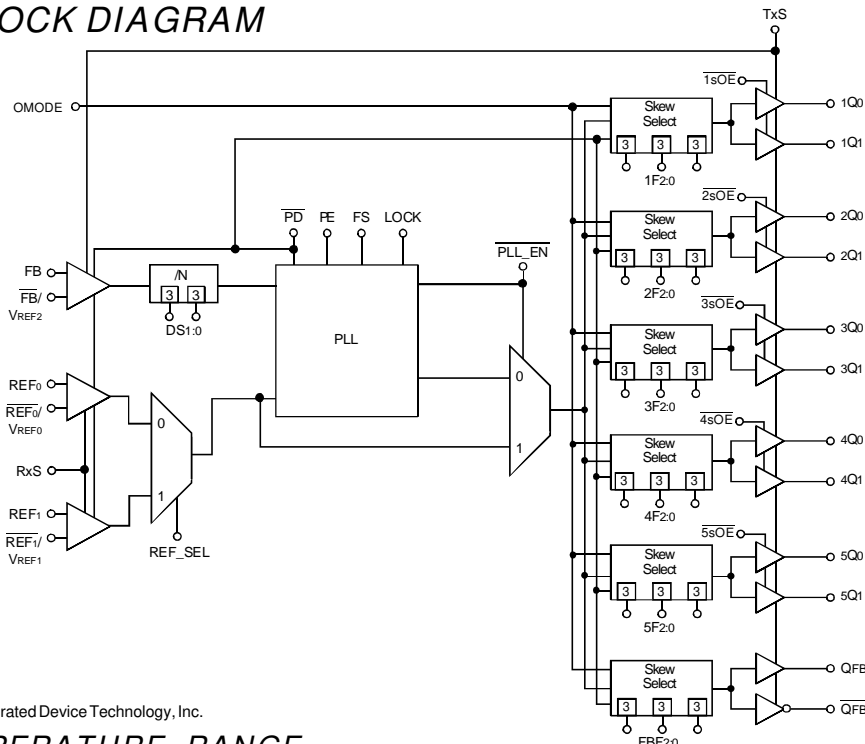 LOCK DIAGRAM
TxS
OMODE
1sOE
Skew
Select
3 3 3
1F2:0
1Q0
1Q1
PD PE FS LOCK
PLL_EN
2sOE
Skew
Select
3 3 3
2F2:0
2Q0
2Q1
FB
FB/
VREF2
/N
3 3
DS1:0
PLL
3sOE
Skew
Select
3 3 3
3F2:0
3Q0
3Q1
REF0
REF0/
VREF0
0
1
0
1
RxS
REF1
REF1/
VREF1
REF_SEL
4sOE
Skew
Select
3 3 3
4F2:0
4Q0
4Q1
5sOE
Skew
Select
3 3 3
5F2:0
5Q0
5Q1
Skew
Select
3 3 3
FBF2:0
QFB
QFB
rated Device Technology, Inc.
PERATURE RANGE